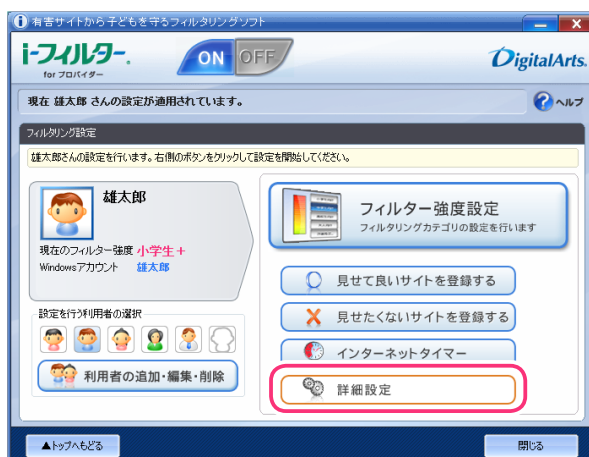 有害サイトから子どもを守るフィルタリングソフト
i-フィルター.
for プロバイダー
ON OFF
DigitalArts.
現在 雄太郎 さんの設定が適用されています。
ヘルプ
フィルタリング設定
雄太郎さんの設定を行います。右側のボタンをクリックして設定を開始してください。
雄太郎
現在のフィルター強度 小学生+
Windowsアカウント 雄太郎
設定を行う利用者の選択
利用者の追加・編集・削除
フィルター強度設定
フィルタリングカテゴリの設定を行います
見せて良いサイトを登録する
見せたくないサイトを登録する
インターネットタイマー
詳細設定
▲トップへもどる
閉じる